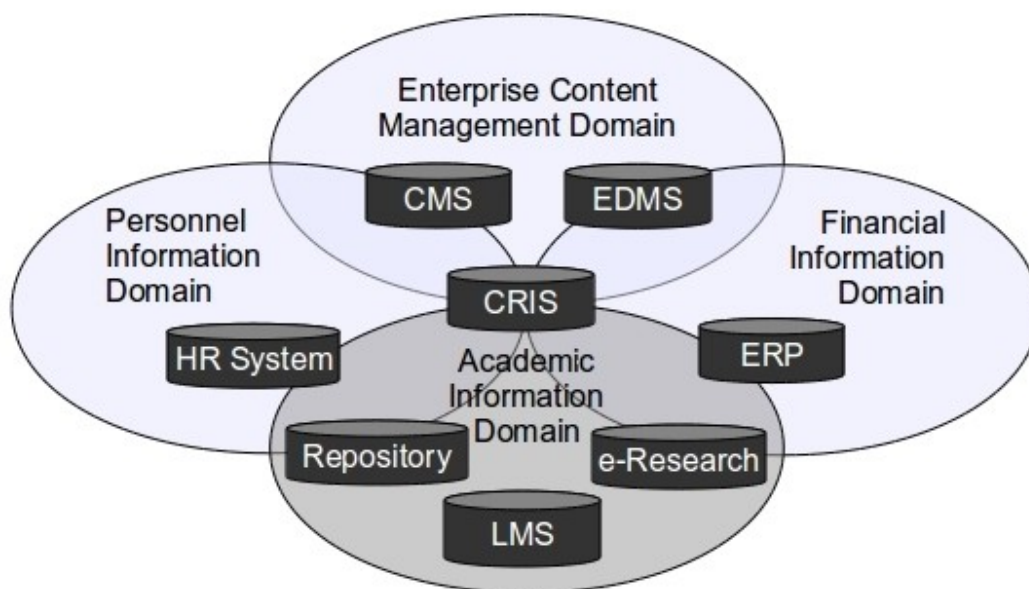 Enterprise Content
Management Domain
CMS
EDMS
Personnel
Information
Domain
Financial
Information
Domain
CRIS
HR System
Academic
Information
Domain
ERP
Repository
e-Research
LMS